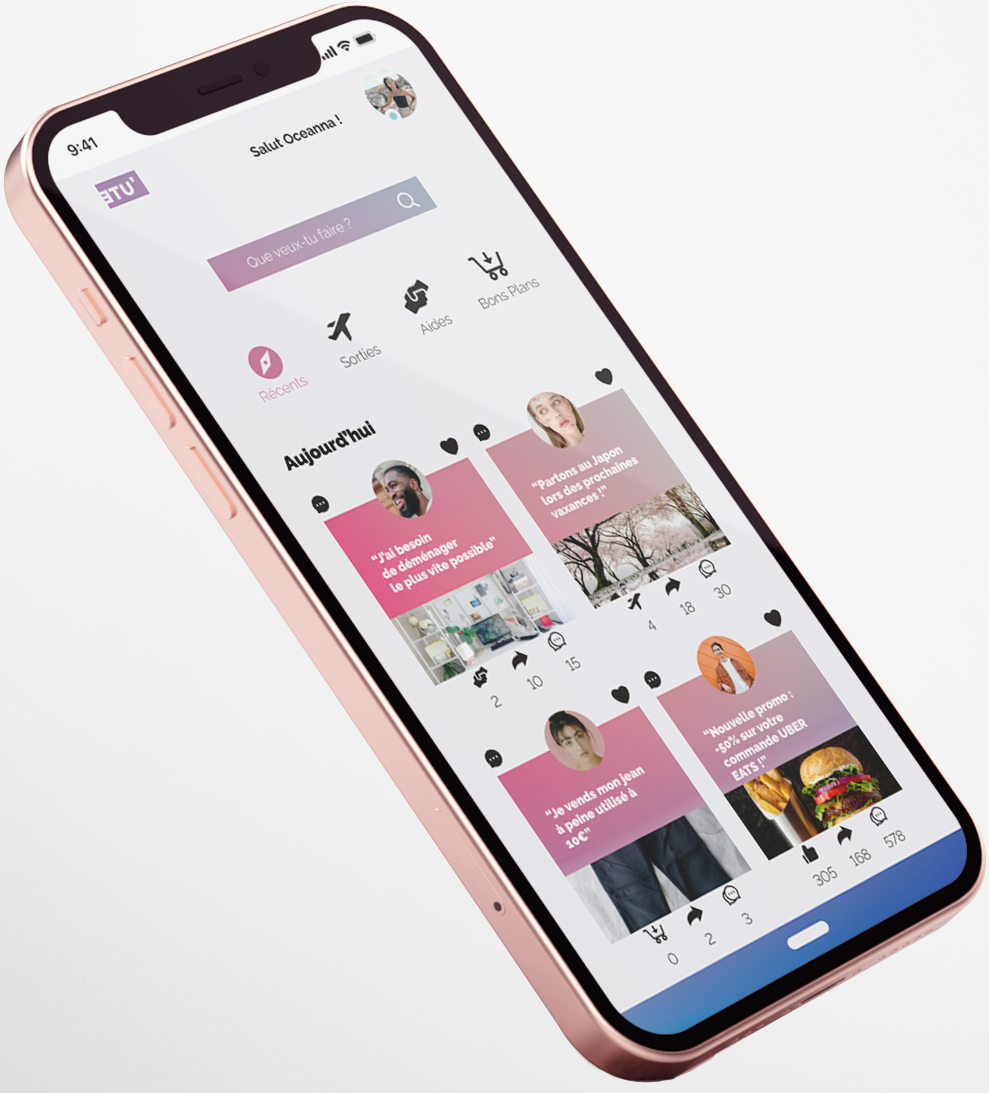 9:41
Salut Oceanna !
ETU'
Que veux-tu faire ?
Récents
Sorties
Aides
Bons Plans
Aujourd'hui
“J'ai besoin
de déménager
le plus vite possible”
2
10
15
“Partons au Japon
lors des prochaines
vaxances !”
4
18
30
“Je vends mon jean
à peine utilisé à
10€”
0
2
3
“Nouvelle promo :
-50% sur votre
commande UBER
EATS !”
305
168
578